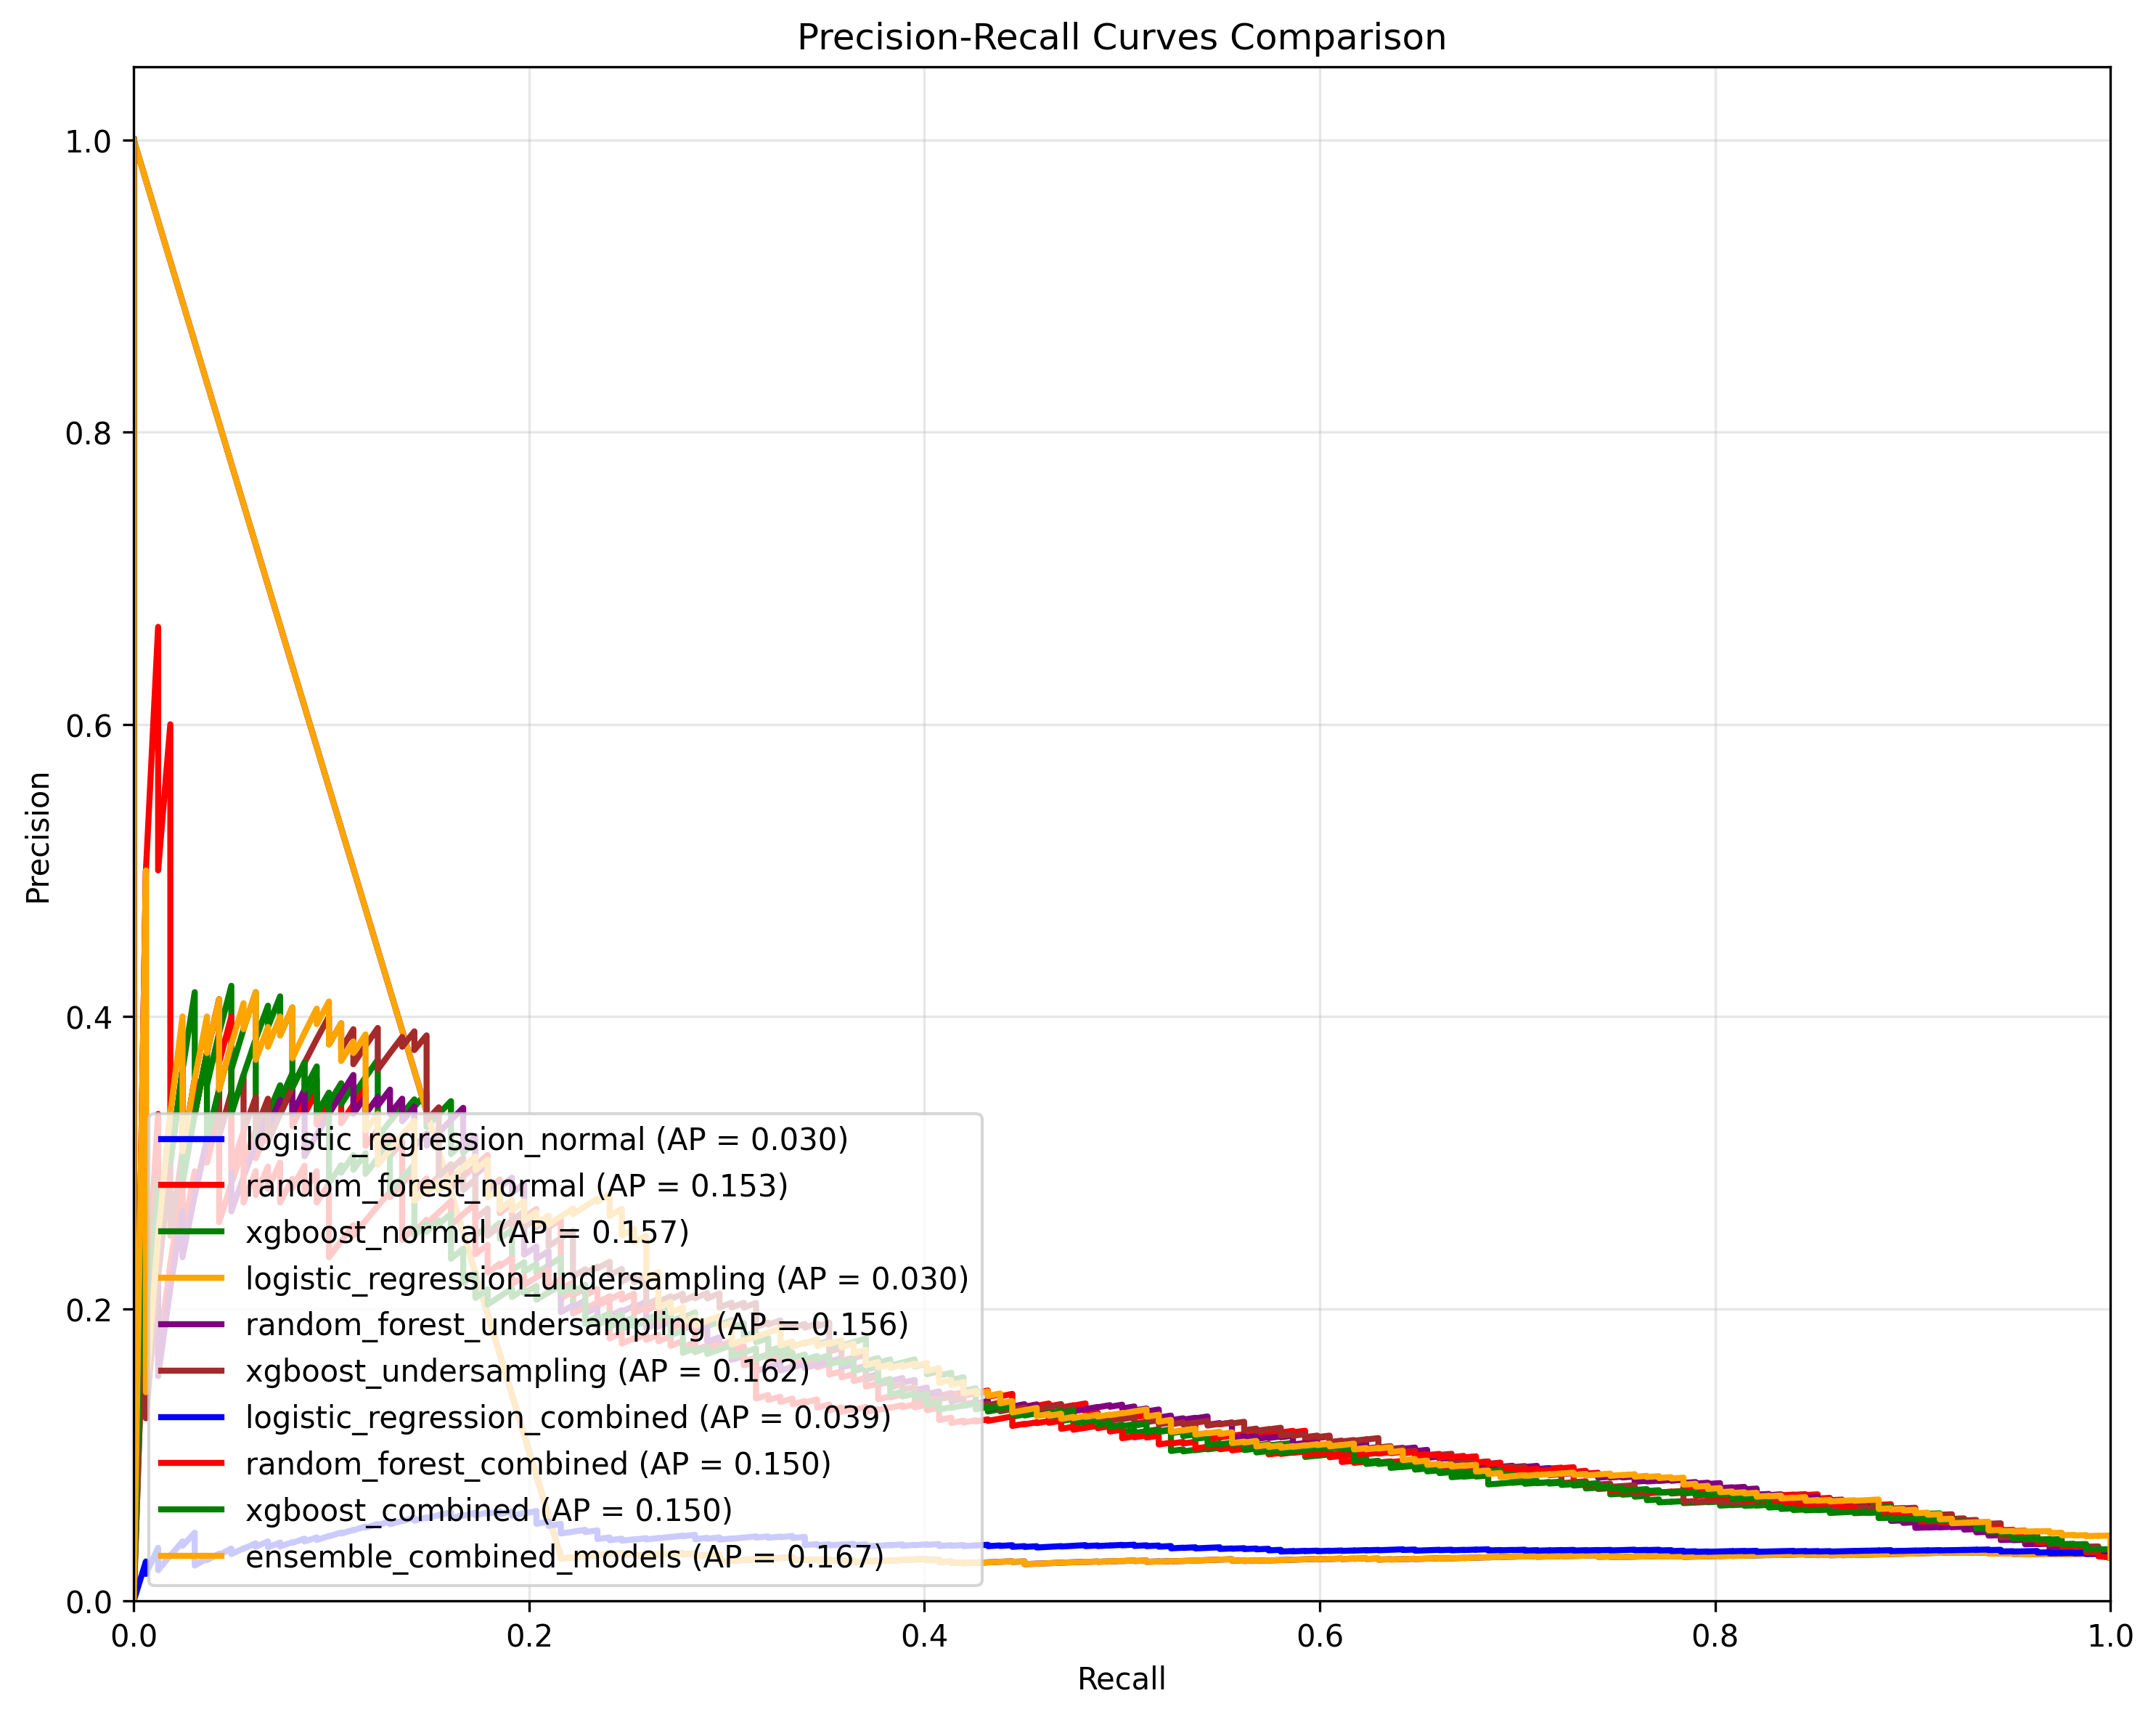 Precision-Recall Curves Comparison
1.0
0.8
0.6
0.4
0.2
0.0
Precision
logistic_regression_normal (AP = 0.030)
random_forest_normal (AP = 0.153)
xgboost_normal (AP = 0.157)
logistic_regression_undersampling (AP = 0.030)
random_forest_undersampling (AP = 0.156)
xgboost_undersampling (AP = 0.162)
logistic_regression_combined (AP = 0.039)
random_forest_combined (AP = 0.150)
xgboost_combined (AP = 0.150)
ensemble_combined_models (AP = 0.167)
0.0 0.2 0.4 0.6 0.8 1.0
Recall